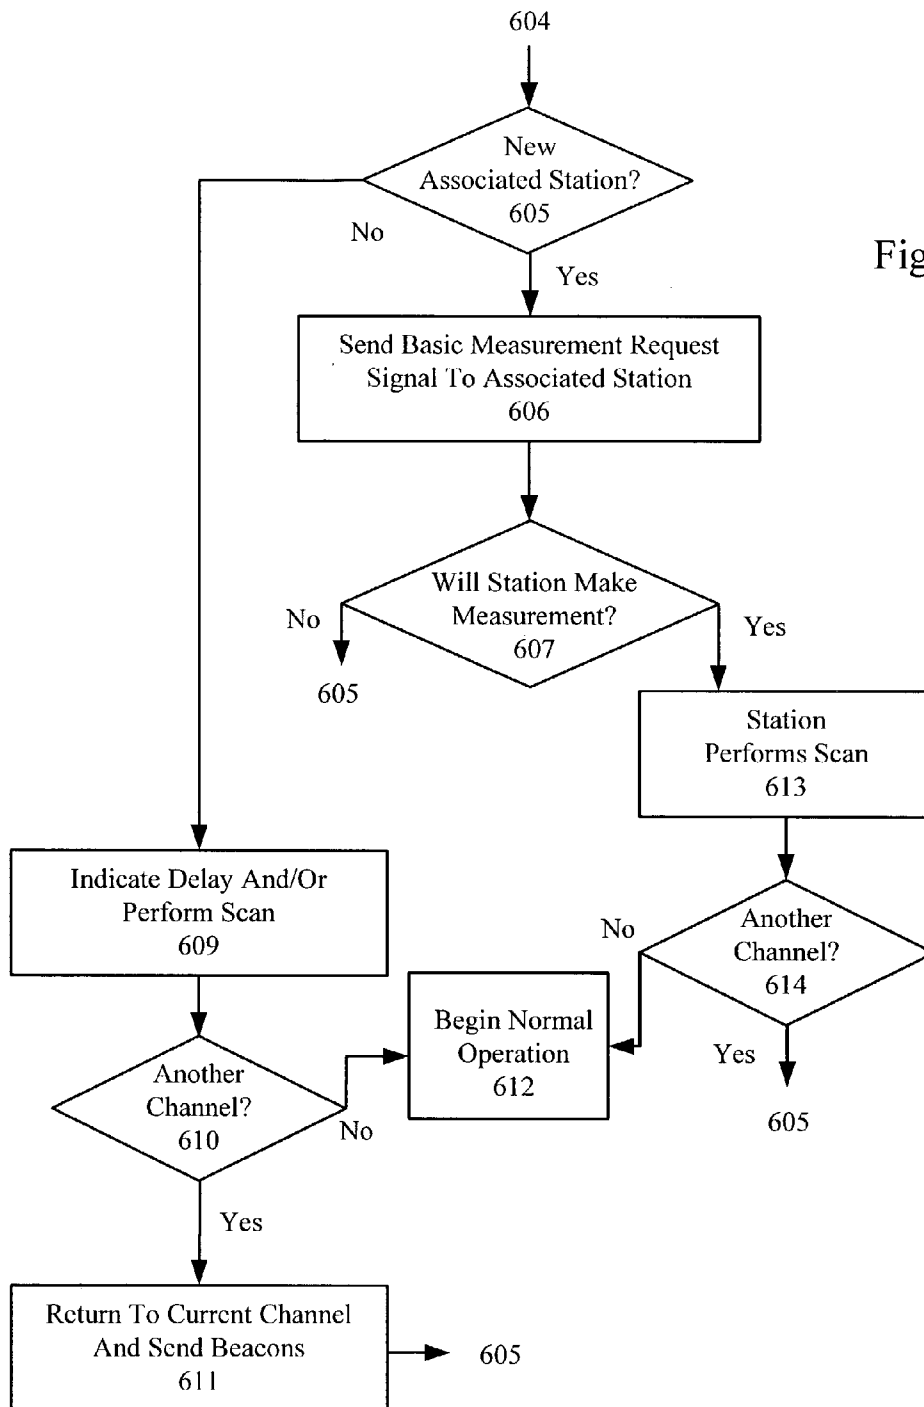 604
New
Associated Station?
605
No
Yes
Fig
Send Basic Measurement Request
Signal To Associated Station
606
Will Station Make
Measurement?
607
No
Yes
605
Station
Performs Scan
613
Indicate Delay And/Or
Perform Scan
609
Another
Channel?
614
No
Yes
605
Begin Normal
Operation
612
Another
Channel?
610
No
Yes
Return To Current Channel
And Send Beacons
611
605